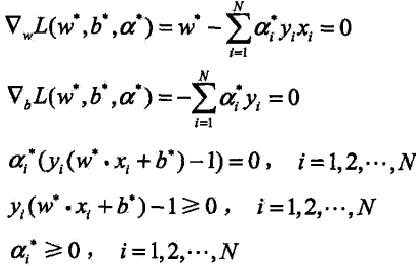 ∇_w L(w*,b*,α*) = w* − ∑_{i=1}^{N} α_i* y_i x_i = 0
∇_b L(w*,b*,α*) = −∑_{i=1}^{N} α_i* y_i = 0
α_i*(y_i(w*•x_i + b*) − 1) = 0， i = 1,2,⋯,N
y_i(w*•x_i + b*) − 1 ≥ 0， i = 1,2,⋯,N
α_i* ≥ 0， i = 1,2,⋯,N